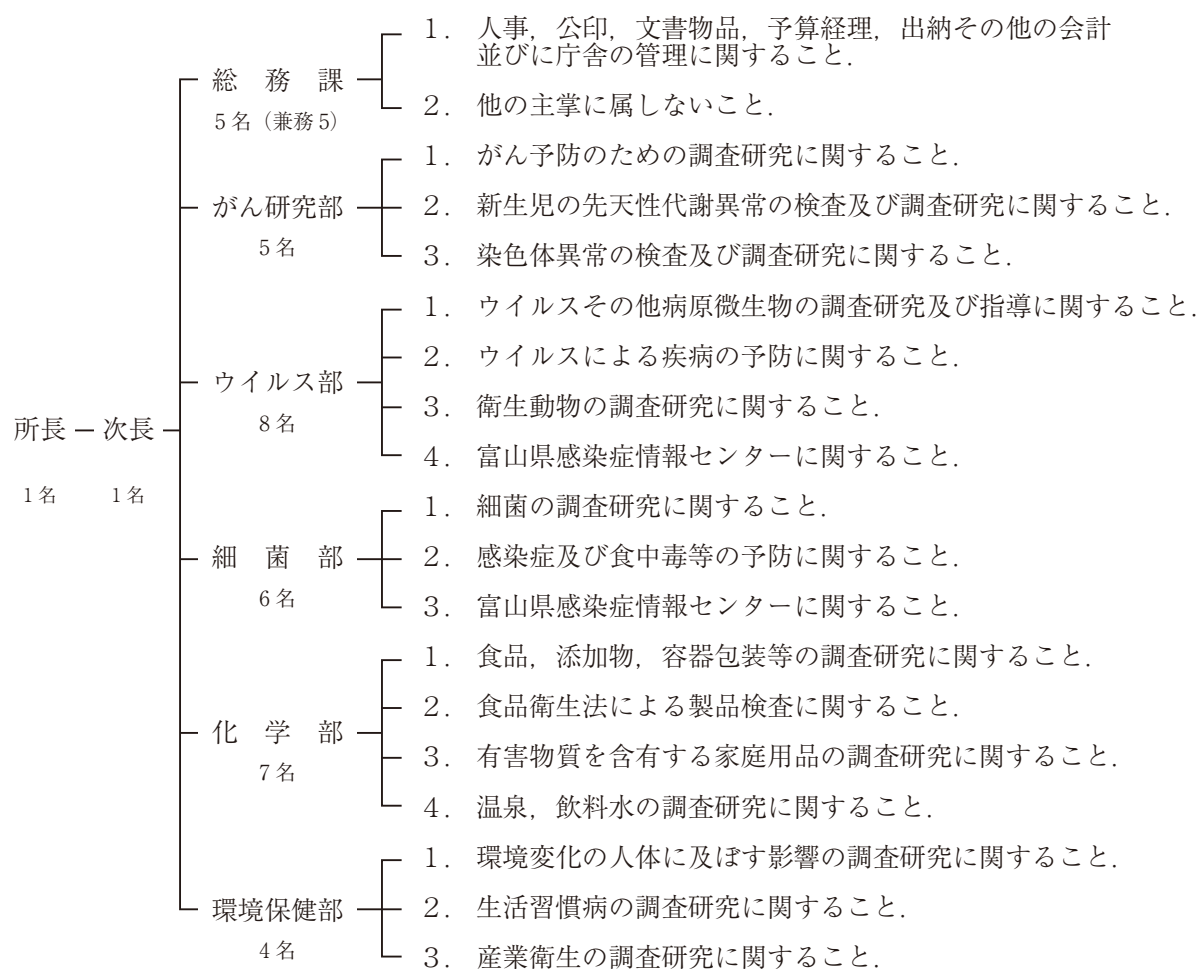 所長
1名
次長
1名
総務課
5名（兼務5）
1． 人事，公印，文書物品，予算経理，出納その他の会計
並びに庁舎の管理に関すること．
2． 他の主掌に属しないこと．
がん研究部
5名
1． がん予防のための調査研究に関すること．
2． 新生児の先天性代謝異常の検査及び調査研究に関すること．
3． 染色体異常の検査及び調査研究に関すること．
ウイルス部
8名
1． ウイルスその他病原微生物の調査研究及び指導に関すること．
2． ウイルスによる疾病の予防に関すること．
3． 衛生動物の調査研究に関すること．
4． 富山県感染症情報センターに関すること．
細菌部
6名
1． 細菌の調査研究に関すること．
2． 感染症及び食中毒等の予防に関すること．
3． 富山県感染症情報センターに関すること．
化学部
7名
1． 食品，添加物，容器包装等の調査研究に関すること．
2． 食品衛生法による製品検査に関すること．
3． 有害物質を含有する家庭用品の調査研究に関すること．
4． 温泉，飲料水の調査研究に関すること．
環境保健部
4名
1． 環境変化の人体に及ぼす影響の調査研究に関すること．
2． 生活習慣病の調査研究に関すること．
3． 産業衛生の調査研究に関すること．